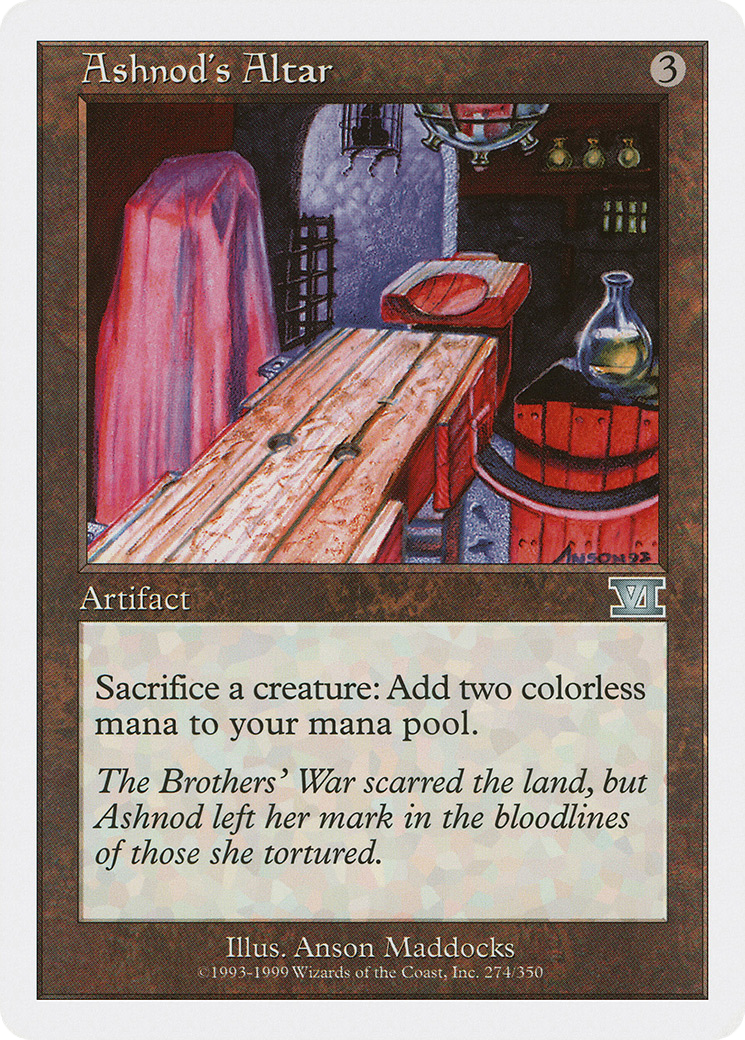 Ashnod's Altar 3
ANSON93
Artifact VI
Sacrifice a creature: Add two colorless
mana to your mana pool.
The Brothers' War scarred the land, but
Ashnod left her mark in the bloodlines
of those she tortured.
Illus. Anson Maddocks
©1993-1999 Wizards of the Coast, Inc. 274/350